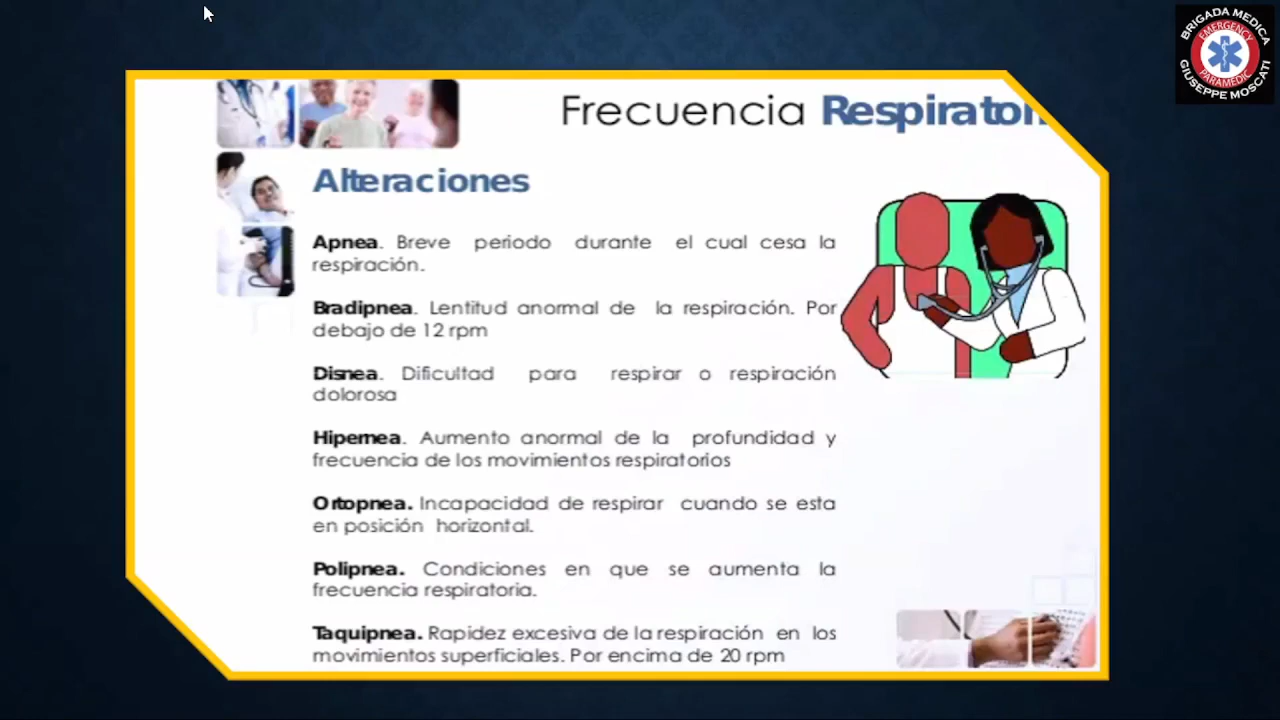 BRIGADA MEDICA
EMERGENCY
PARAMEDIC
GIUSEPPE MOSCATI
Frecuencia Respirator
Alteraciones
Apnea. Breve periodo durante el cual cesa la
respiración.
Bradipnea. Lentitud anormal de la respiración. Por
debajo de 12 rpm
Disnea. Dificultad para respirar o respiración
dolorosa
Hipernea. Aumento anormal de la profundidad y
frecuencia de los movimientos respiratorios
Ortopnea. Incapacidad de respirar cuando se esta
en posición horizontal.
Polipnea. Condiciones en que se aumenta la
frecuencia respiratoria.
Taquipnea. Rapidez excesiva de la respiración en los
movimientos superficiales. Por encima de 20 rpm